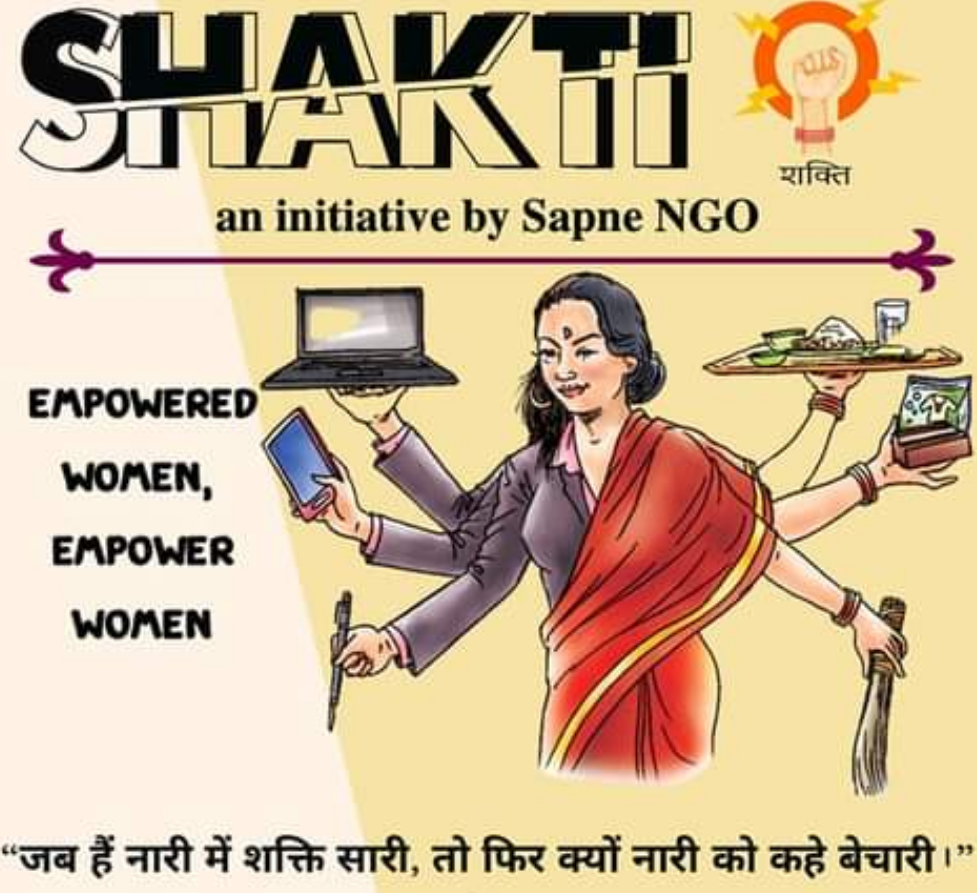 SHAKTI
शक्ति
an initiative by Sapne NGO
EMPOWERED
WOMEN,
EMPOWER
WOMEN
“जब हैं नारी में शक्ति सारी, तो फिर क्यों नारी को कहे बेचारी।”